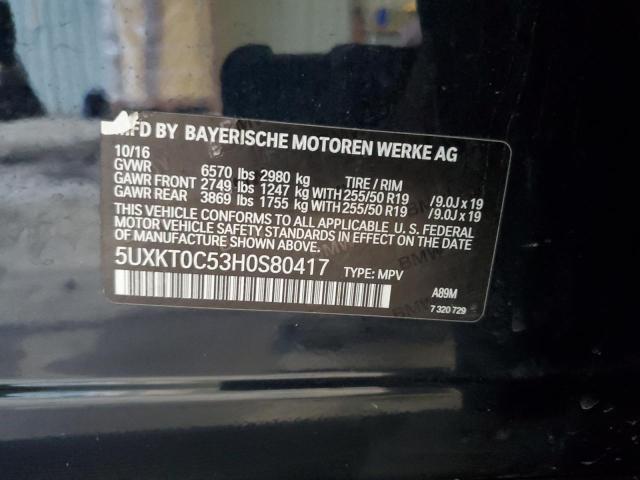 MFD BY BAYERISCHE MOTOREN WERKE AG
10/16
GVWR 6570 lbs 2980 kg TIRE / RIM
GAWR FRONT 2749 lbs 1247 kg WITH 255/50 R19 /9.0J x 19
GAWR REAR 3869 lbs 1755 kg WITH 255/50 R19 /9.0J x 19
THIS VEHICLE CONFORMS TO ALL APPLICABLE U. S. FEDERAL
MOTOR VEHICLE SAFETY STANDARDS IN EFFECT
ON THE DATE OF MANUFACTURE SHOWN ABOVE.
5UXKT0C53H0S80417 TYPE: MPV
A89M
7 320 729